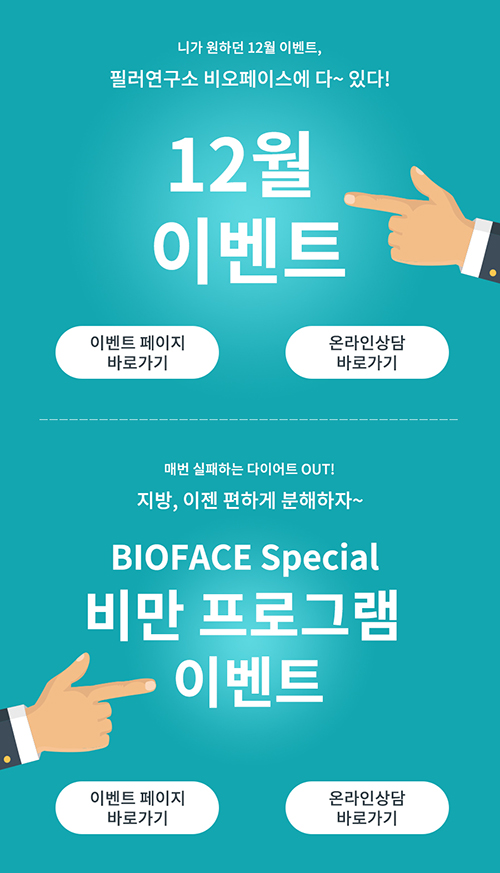 니가 원하던 12월 이벤트,
필러연구소 비오페이스에 다~ 있다!
12월
이벤트
이벤트 페이지
바로가기
온라인상담
바로가기
매번 실패하는 다이어트 OUT!
지방, 이젠 편하게 분해하자~
BIOFACE Special
비만 프로그램
이벤트
이벤트 페이지
바로가기
온라인상담
바로가기